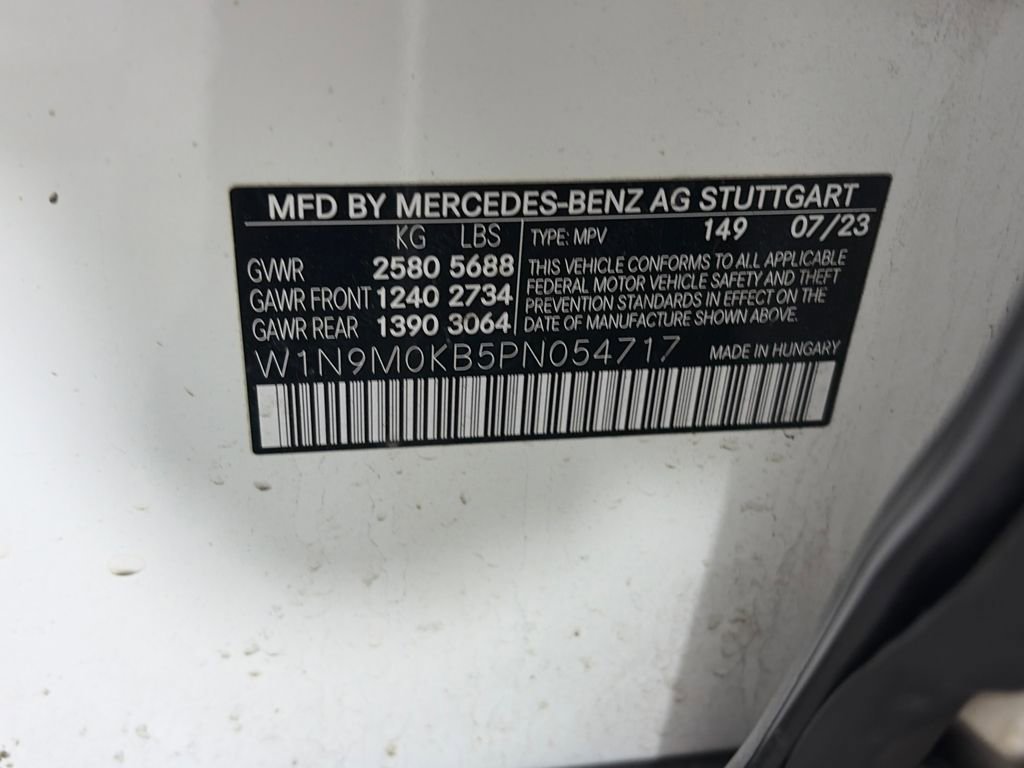 MFD BY MERCEDES-BENZ AG STUTTGART
KG LBS
GVWR 2580 5688
GAWR FRONT 1240 2734
GAWR REAR 1390 3064
TYPE: MPV 149 07/23
THIS VEHICLE CONFORMS TO ALL APPLICABLE
FEDERAL MOTOR VEHICLE SAFETY AND THEFT
PREVENTION STANDARDS IN EFFECT ON THE
DATE OF MANUFACTURE SHOWN ABOVE.
W1N9M0KB5PN054717 MADE IN HUNGARY